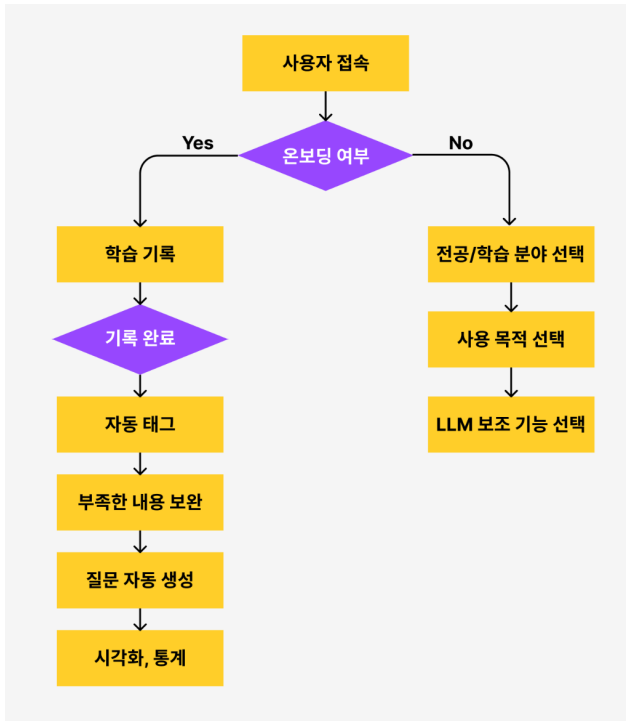 사용자 접속
온보딩 여부
Yes
No
학습 기록
기록 완료
자동 태그
부족한 내용 보완
질문 자동 생성
시각화, 통계
전공/학습 분야 선택
사용 목적 선택
LLM 보조 기능 선택